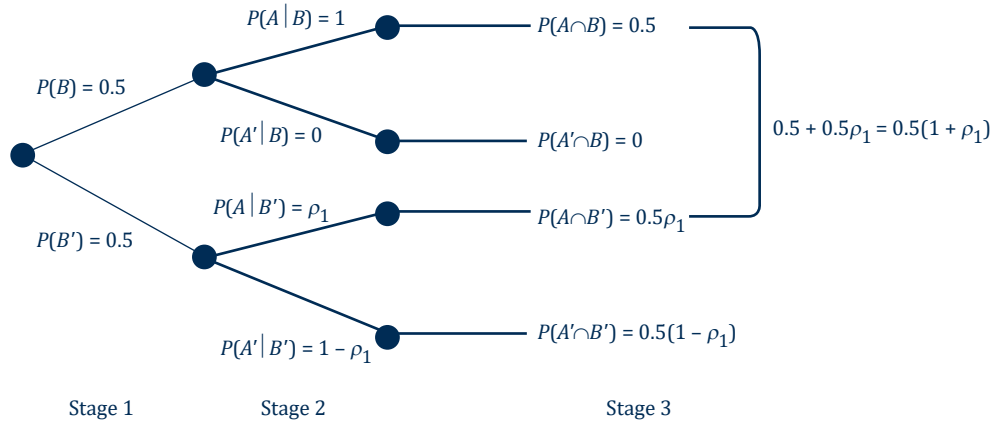 P(A|B) = 1
P(A∩B) = 0.5
P(B) = 0.5
P(A′|B) = 0
P(A′∩B) = 0
0.5 + 0.5ρ₁ = 0.5(1 + ρ₁)
P(A|B′) = ρ₁
P(A∩B′) = 0.5ρ₁
P(B′) = 0.5
P(A′|B′) = 1 – ρ₁
P(A′∩B′) = 0.5(1 – ρ₁)
Stage 1
Stage 2
Stage 3